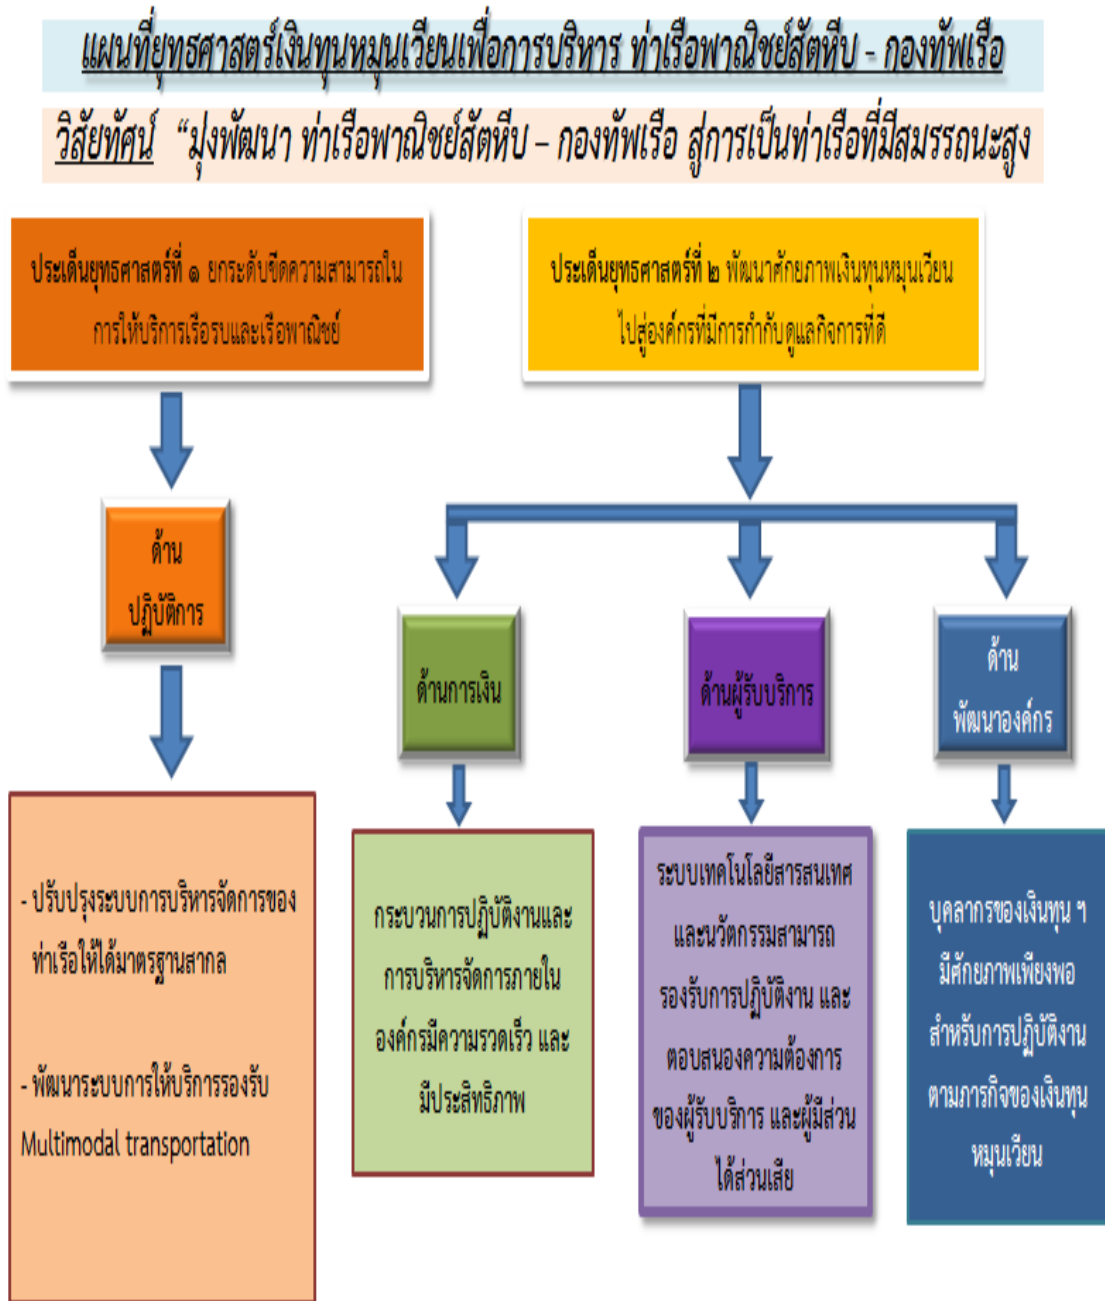 แผนที่ยุทธศาสตร์เงินทุนหมุนเวียนเพื่อการบริหาร ท่าเรือพาณิชย์สัตหีบ - กองทัพเรือ
วิสัยทัศน์ “มุ่งพัฒนา ท่าเรือพาณิชย์สัตหีบ – กองทัพเรือ สู่การเป็นท่าเรือที่มีสมรรถนะสูง
ประเด็นยุทธศาสตร์ที่ ๑ ยกระดับขีดความสามารถใน
การให้บริการเรือรบและเรือพาณิชย์
ประเด็นยุทธศาสตร์ที่ ๒ พัฒนาศักยภาพเงินทุนหมุนเวียน
ไปสู่องค์กรที่มีการกำกับดูแลกิจการที่ดี
ด้าน
ปฏิบัติการ
ด้านการเงิน
ด้านผู้รับบริการ
ด้าน
พัฒนาองค์กร
- ปรับปรุงระบบการบริหารจัดการของ
ท่าเรือให้ได้มาตรฐานสากล
- พัฒนาระบบการให้บริการรองรับ
Multimodal transportation
กระบวนการปฏิบัติงานและ
การบริหารจัดการภายใน
องค์กรมีความรวดเร็ว และ
มีประสิทธิภาพ
ระบบเทคโนโลยีสารสนเทศ
และนวัตกรรมสามารถ
รองรับการปฏิบัติงาน และ
ตอบสนองความต้องการ
ของผู้รับบริการ และผู้มีส่วน
ได้ส่วนเสีย
บุคลากรของเงินทุน ฯ
มีศักยภาพเพียงพอ
สำหรับการปฏิบัติงาน
ตามภารกิจของเงินทุน
หมุนเวียน